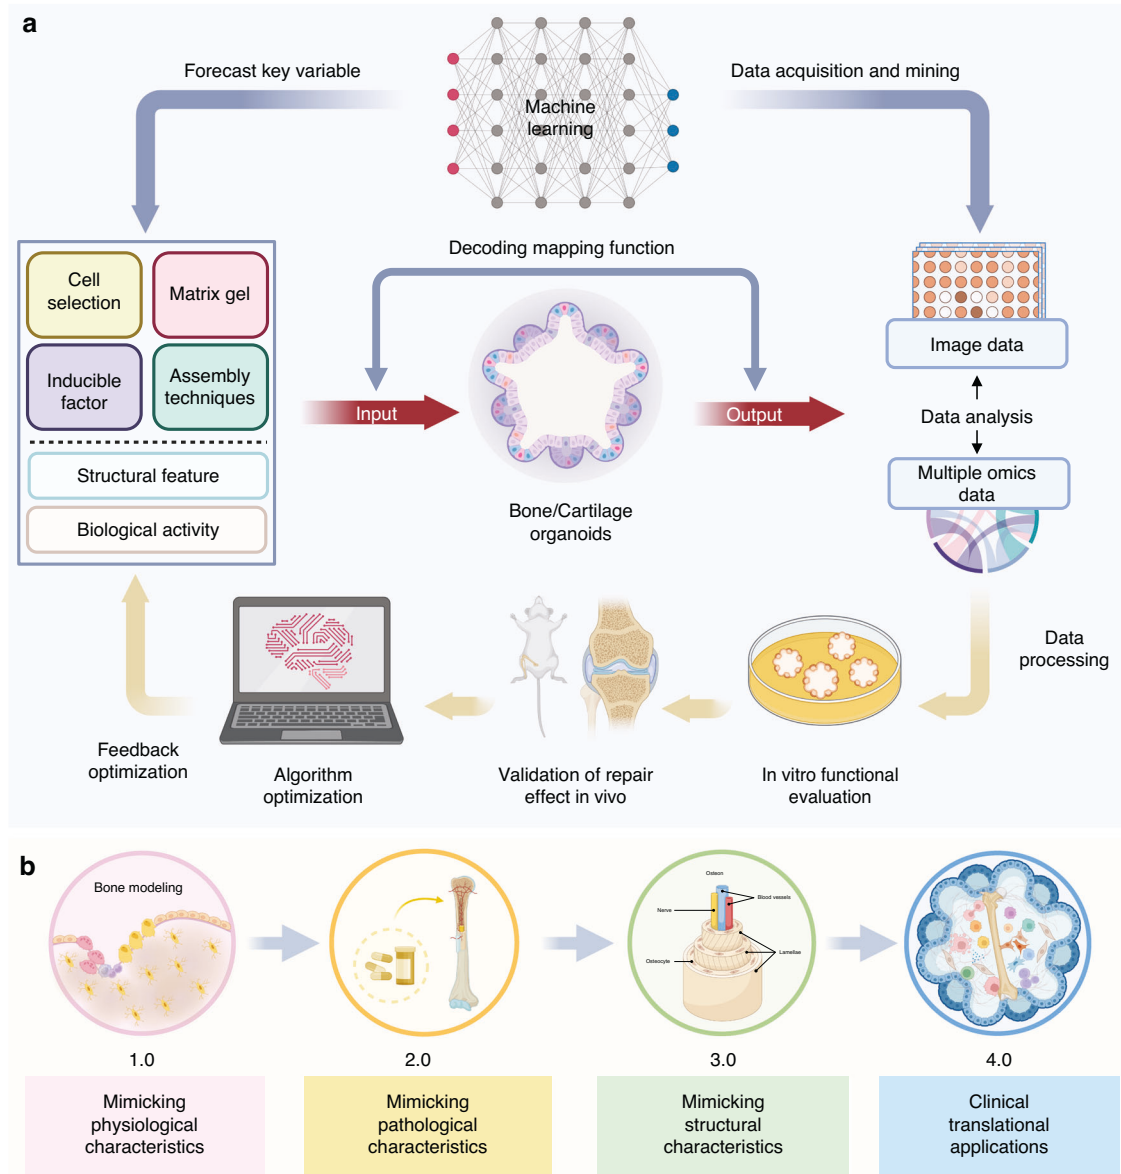 a
Forecast key variable
Machine
learning
Data acquisition and mining
Decoding mapping function
Cell
selection
Matrix gel
Inducible
factor
Assembly
techniques
Structural feature
Biological activity
Input
Output
Bone/Cartilage
organoids
Image data
Data analysis
Multiple omics
data
Data
processing
Feedback
optimization
Algorithm
optimization
Validation of repair
effect in vivo
In vitro functional
evaluation
b
Bone modeling
Osteon
Blood vessels
Nerve
Lamellae
Osteocyte
1.0
2.0
3.0
4.0
Mimicking
physiological
characteristics
Mimicking
pathological
characteristics
Mimicking
structural
characteristics
Clinical
translational
applications